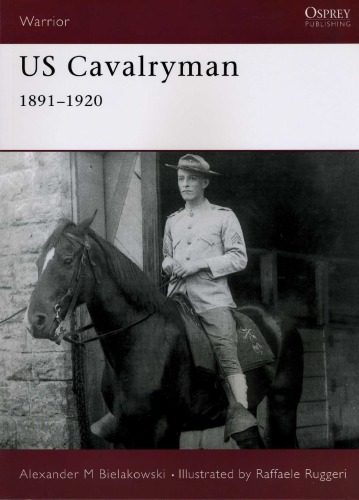 Warrior
OSPREY
PUBLISHING
US Cavalryman
1891–1920
Alexander M Bielakowski • Illustrated by Raffaele Ruggeri